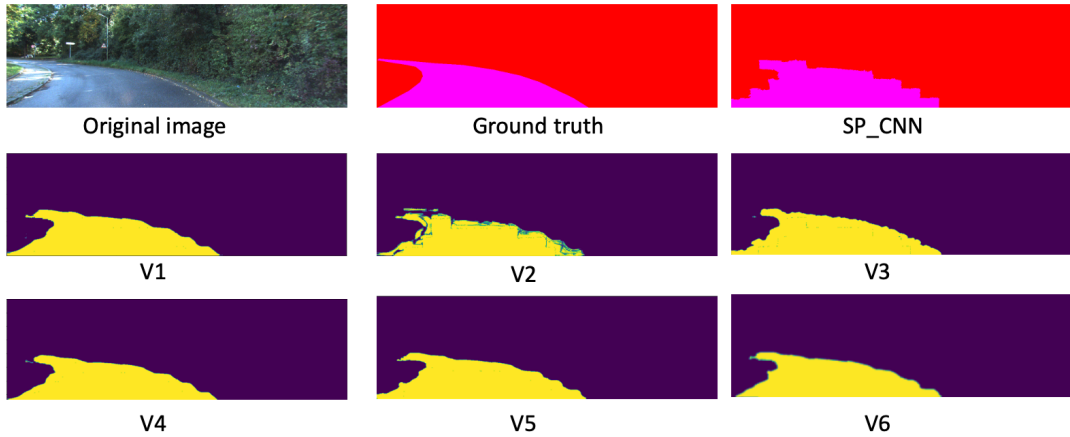 Original image
Ground truth
SP_CNN
V1
V2
V3
V4
V5
V6